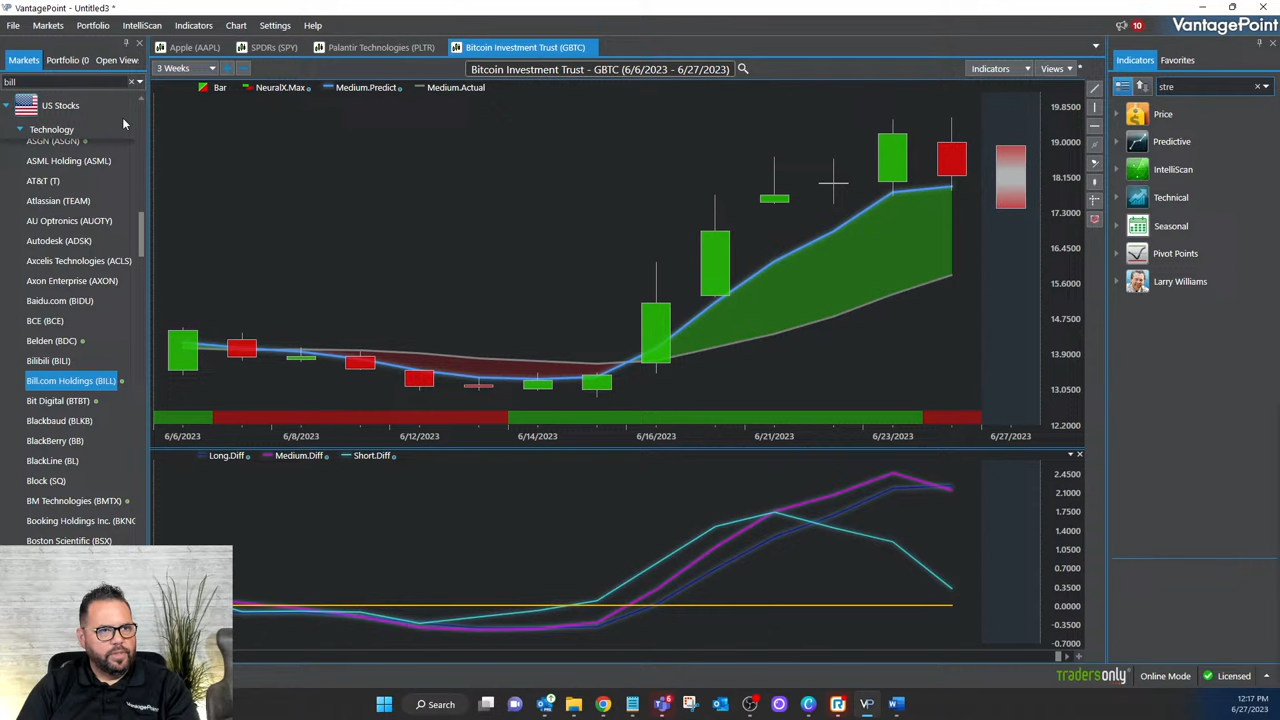 VantagePoint - Untitled3 *
File Markets Portfolio IntelliScan Indicators Chart Settings Help
10 VantagePoint
Markets Portfolio (0 Open View:
Apple (AAPL) SPDRs (SPY) Palantir Technologies (PLTR) Bitcoin Investment Trust (GBTC)
Indicators Favorites
bill
3 Weeks
Bitcoin Investment Trust - GBTC (6/6/2023 - 6/27/2023)
Indicators Views
stre
US Stocks
Technology
ASGN (ASGN)
ASML Holding (ASML)
AT&T (T)
Atlassian (TEAM)
AU Optronics (AUOTY)
Autodesk (ADSK)
Axcelis Technologies (ACLS)
Axon Enterprise (AXON)
Baidu.com (BIDU)
BCE (BCE)
Belden (BDC)
Bilibili (BILI)
Bill.com Holdings (BILL)
Bit Digital (BTBT)
Blackbaud (BLKB)
BlackBerry (BB)
BlackLine (BL)
Block (SQ)
BM Technologies (BMTX)
Booking Holdings Inc. (BKNG
Boston Scientific (BSX)
Bar NeuralX.Max Medium.Predict Medium.Actual
19.8500
19.0000
18.1500
17.3000
16.4500
15.6000
14.7500
13.9000
13.0500
12.2000
6/6/2023 6/8/2023 6/12/2023 6/14/2023 6/16/2023 6/21/2023 6/23/2023 6/27/2023
Long.Diff Medium.Diff Short.Diff
2.4500
2.1000
1.7500
1.4000
1.0500
0.7000
0.3500
0.0000
-0.3500
-0.7000
Price
Predictive
IntelliScan
Technical
Seasonal
Pivot Points
Larry Williams
VantagePoint
tradersonly Online Mode Licensed
Search
VP
12:17 PM
6/27/2023